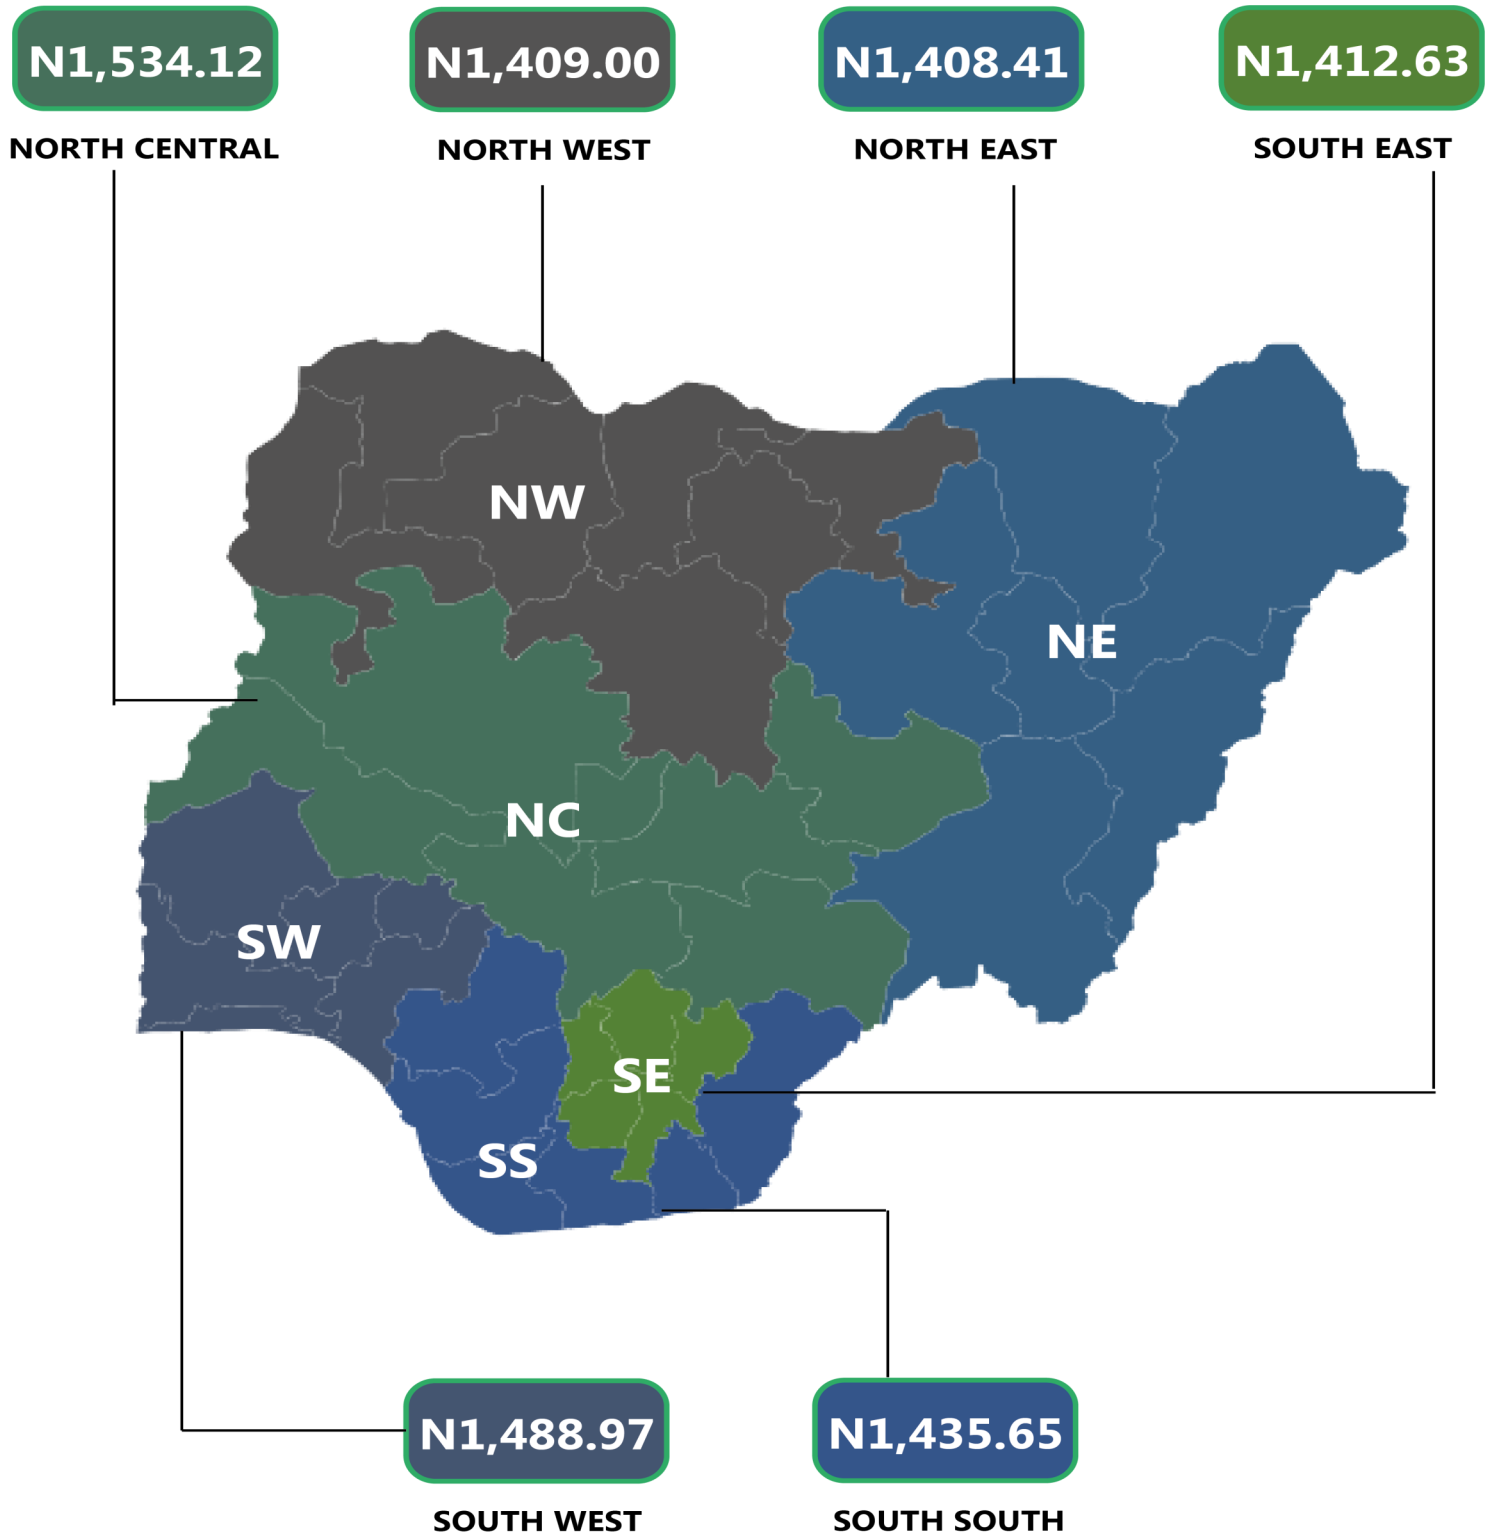 N1,534.12
N1,409.00
N1,408.41
N1,412.63
NORTH CENTRAL
NORTH WEST
NORTH EAST
SOUTH EAST
NW
NE
NC
SW
SE
SS
N1,488.97
N1,435.65
SOUTH WEST
SOUTH SOUTH